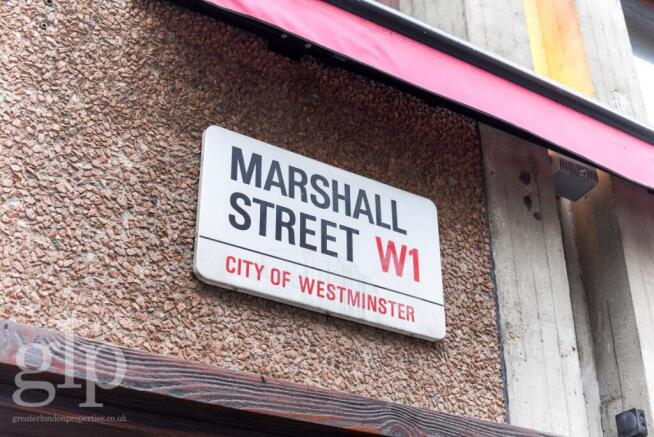 MARSHALL
STREET W1
CITY OF WESTMINSTER
glp
greaterlondonproperties.co.uk